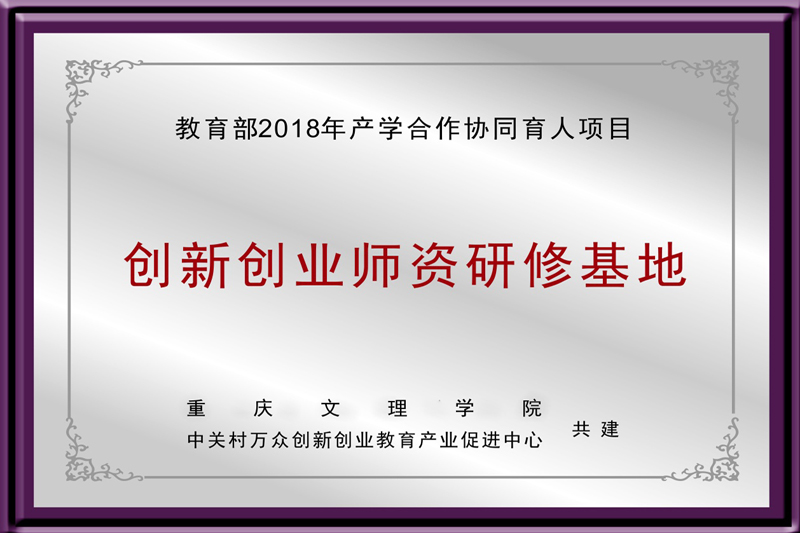 教育部2018年产学合作协同育人项目
创新创业师资研修基地
重庆文理学院
中关村万众创新创业教育产业促进中心
共建